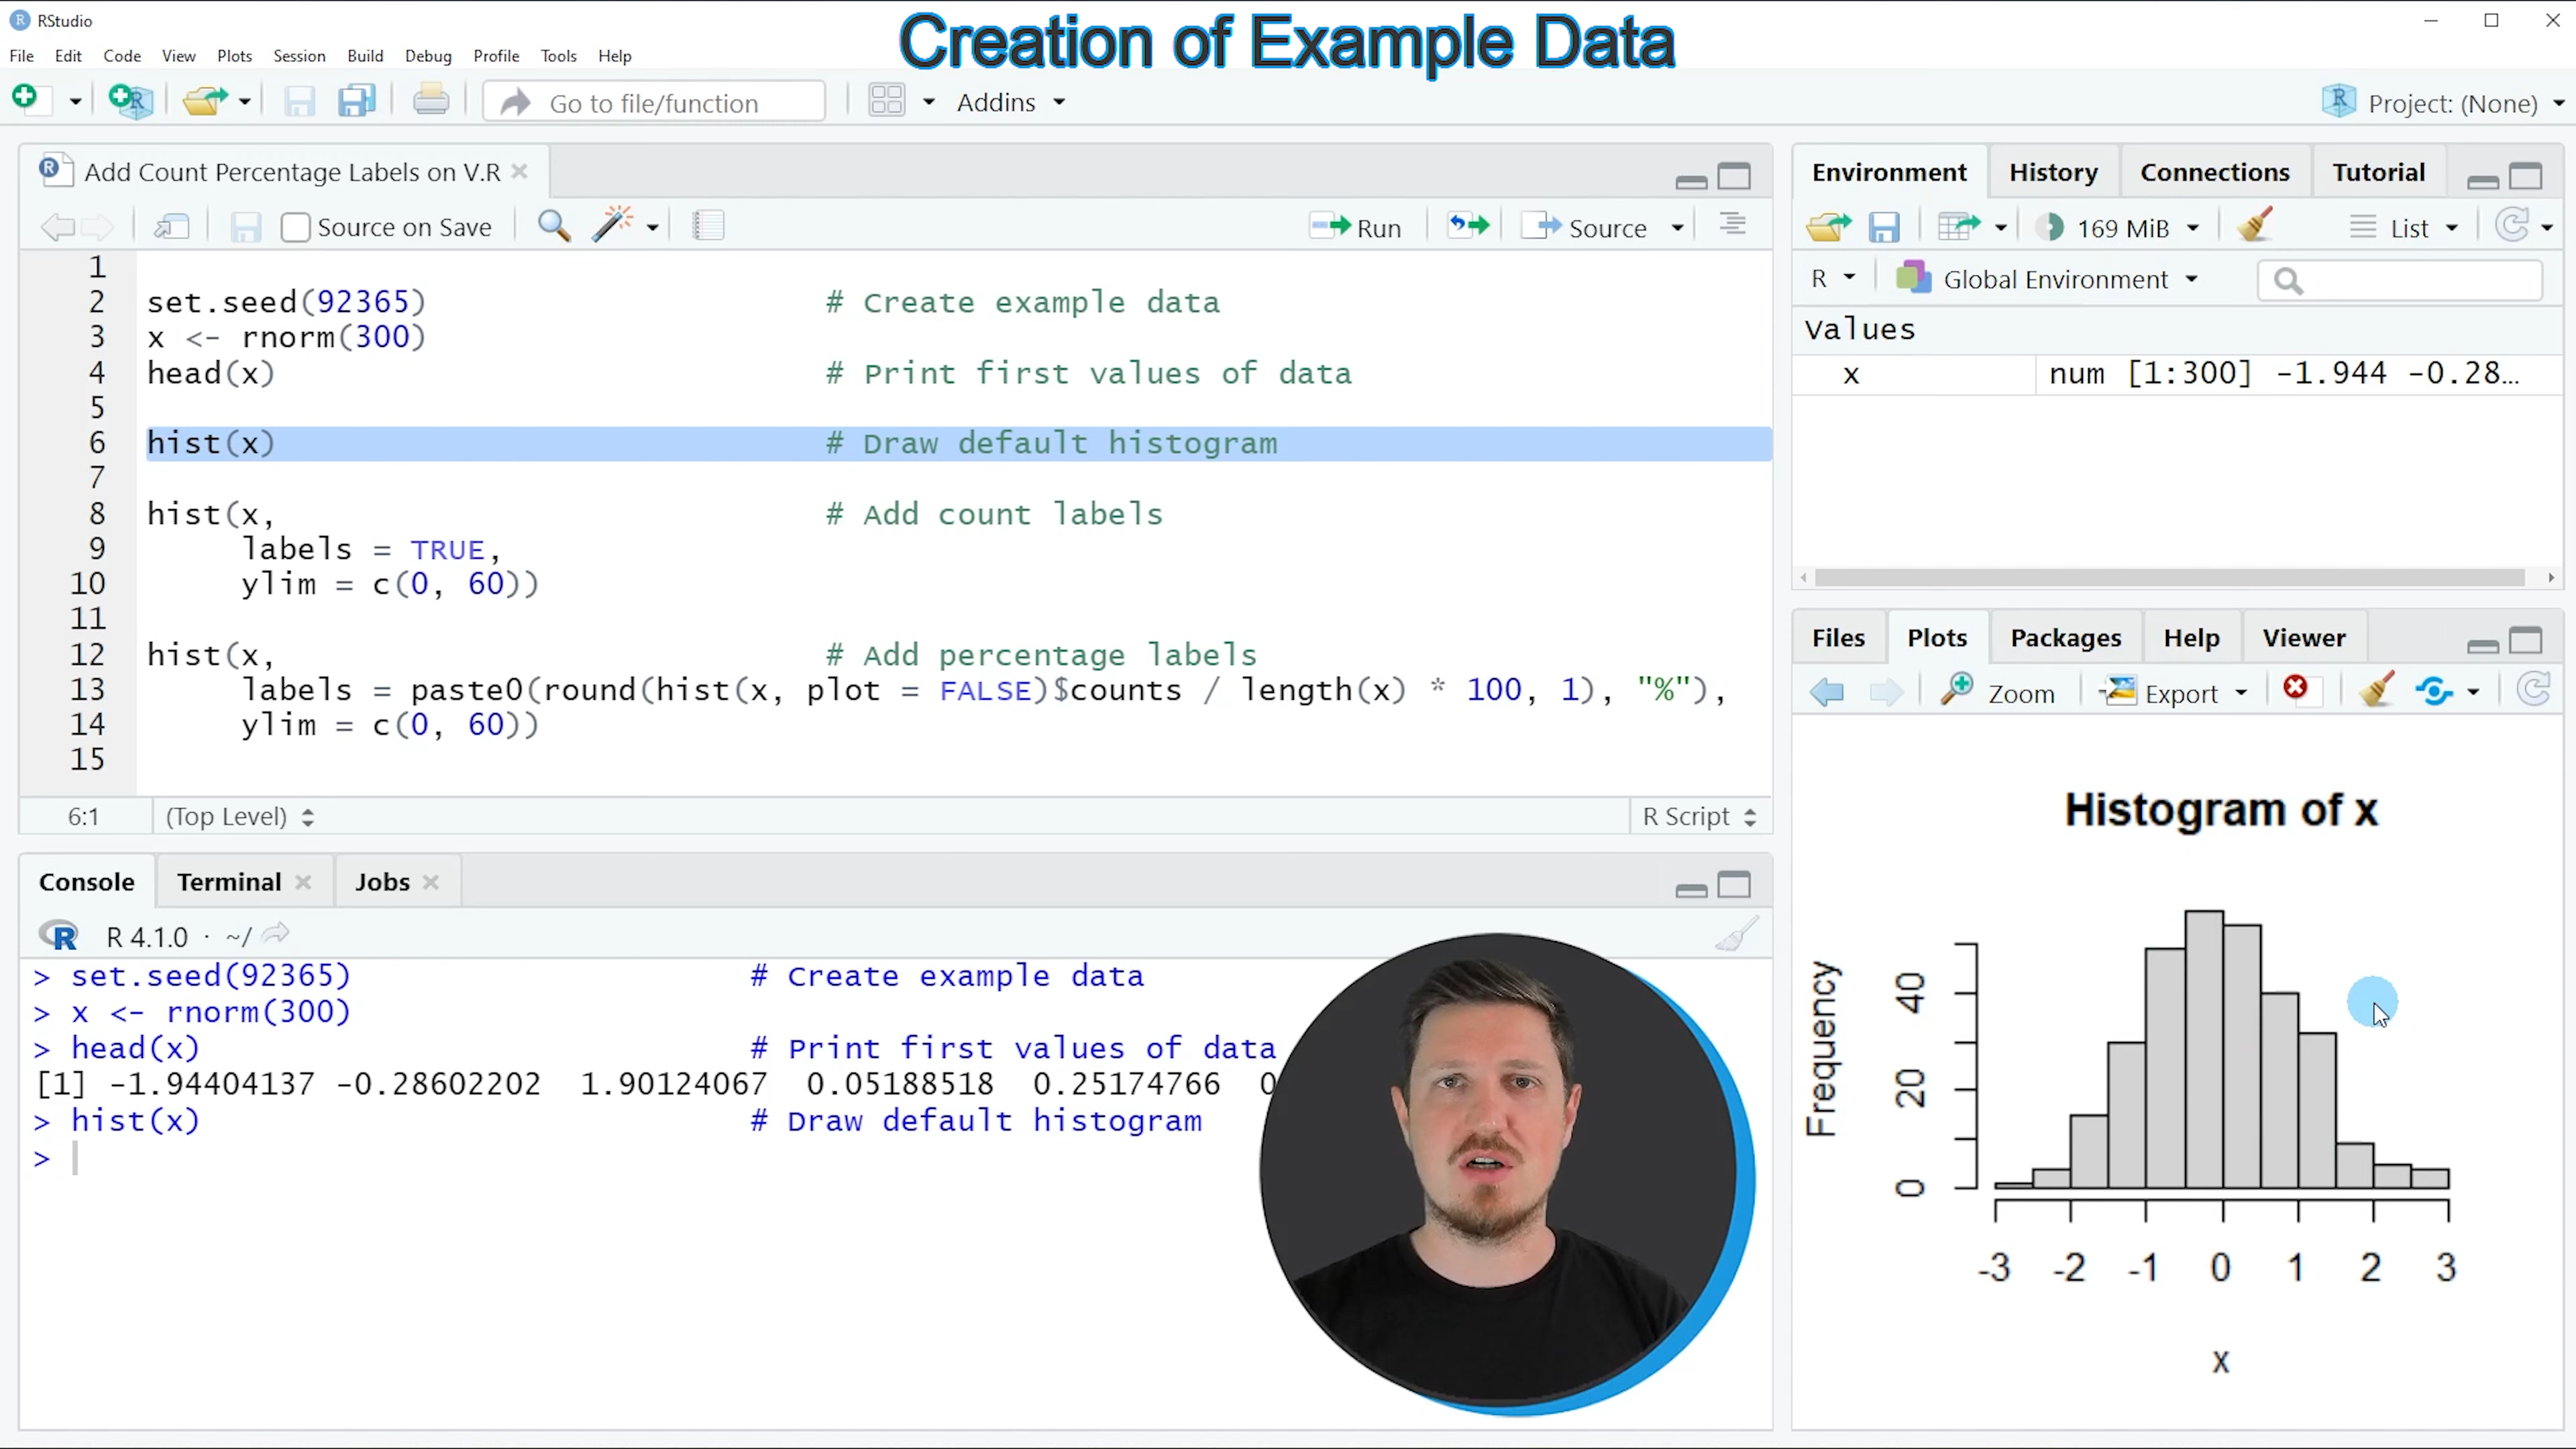 RStudio
Creation of Example Data
File Edit Code View Plots Session Build Debug Profile Tools Help
Go to file/function
Addins
Project: (None)
Add Count Percentage Labels on V.R
Source on Save
Run
Source
1
2 set.seed(92365) # Create example data
3 x <- rnorm(300)
4 head(x) # Print first values of data
5
6 hist(x) # Draw default histogram
7
8 hist(x, # Add count labels
9 labels = TRUE,
10 ylim = c(0, 60))
11
12 hist(x, # Add percentage labels
13 labels = paste0(round(hist(x, plot = FALSE)$counts / length(x) * 100, 1), "%"),
14 ylim = c(0, 60))
15
6:1 (Top Level) R Script
Console Terminal Jobs
R 4.1.0 · ~/
> set.seed(92365) # Create example data
> x <- rnorm(300)
> head(x) # Print first values of data
[1] -1.94404137 -0.28602202 1.90124067 0.05188518 0.25174766 0
> hist(x) # Draw default histogram
>
Environment History Connections Tutorial
169 MiB
List
R Global Environment
Values
x num [1:300] -1.944 -0.28…
Files Plots Packages Help Viewer
Zoom Export
Histogram of x
Frequency
40
20
0
-3 -2 -1 0 1 2 3
x